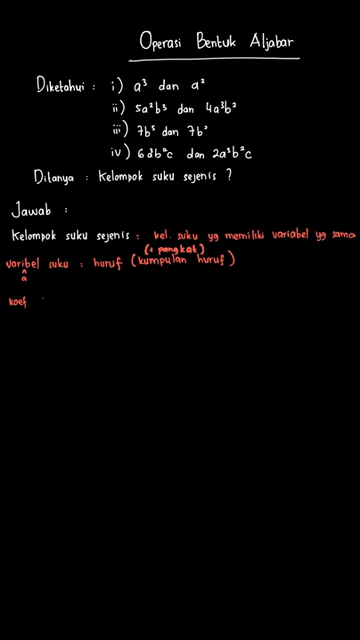 Operasi Bentuk Aljabar
Diketahui : i) a³ dan a²
ii) 5a²b³ dan 4a³b²
iii) 7b⁵ dan 7b²
iv) 6a³b²c dan 2a³b²c
Ditanya : Kelompok suku sejenis ?
Jawab :
Kelompok suku sejenis : kel. suku yg memiliki variabel yg sama
(+ pangkat)
varibel suku : huruf (kumpulan huruf)
^
a
koef